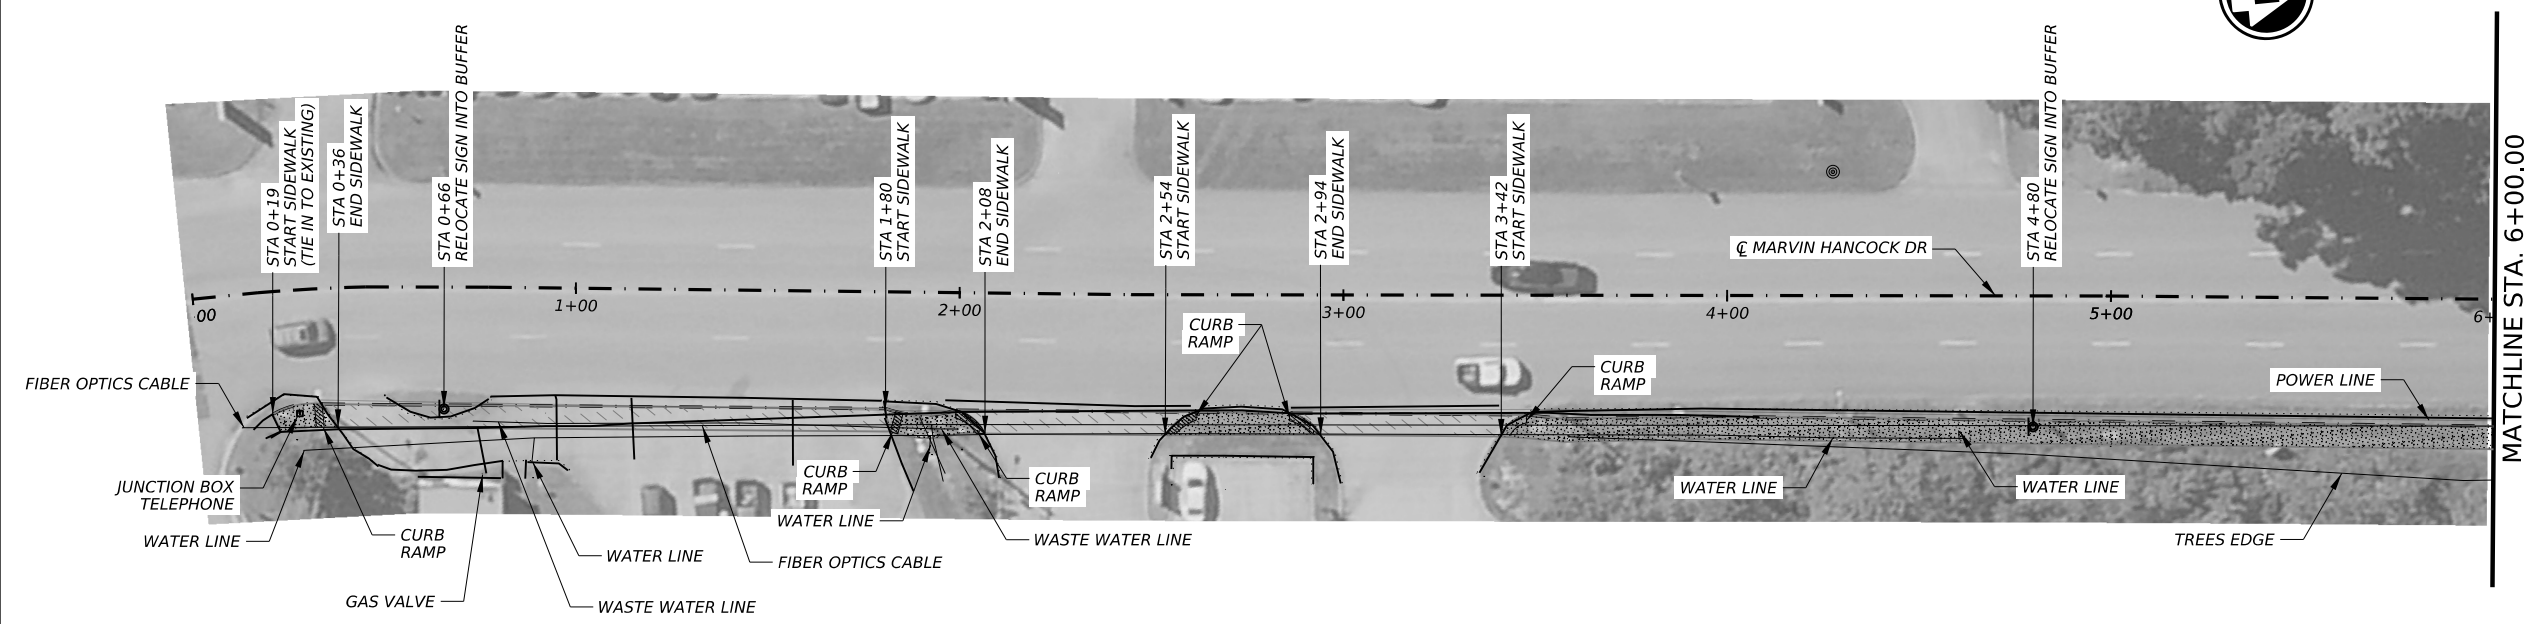 STA 0+19
START SIDEWALK
(TIE IN TO EXISTING)
STA 0+36
END SIDEWALK
STA 0+66
RELOCATE SIGN INTO BUFFER
STA 1+80
START SIDEWALK
STA 2+08
END SIDEWALK
STA 2+54
START SIDEWALK
STA 2+94
END SIDEWALK
STA 3+42
START SIDEWALK
STA 4+80
RELOCATE SIGN INTO BUFFER
℄ MARVIN HANCOCK DR
MATCHLINE STA. 6+00.00
00
1+00
2+00
3+00
4+00
5+00
6+
CURB
RAMP
FIBER OPTICS CABLE
CURB
RAMP
POWER LINE
JUNCTION BOX
TELEPHONE
WATER LINE
CURB
RAMP
GAS VALVE
WATER LINE
WASTE WATER LINE
FIBER OPTICS CABLE
CURB
RAMP
WATER LINE
CURB
RAMP
WASTE WATER LINE
WATER LINE
WATER LINE
TREES EDGE